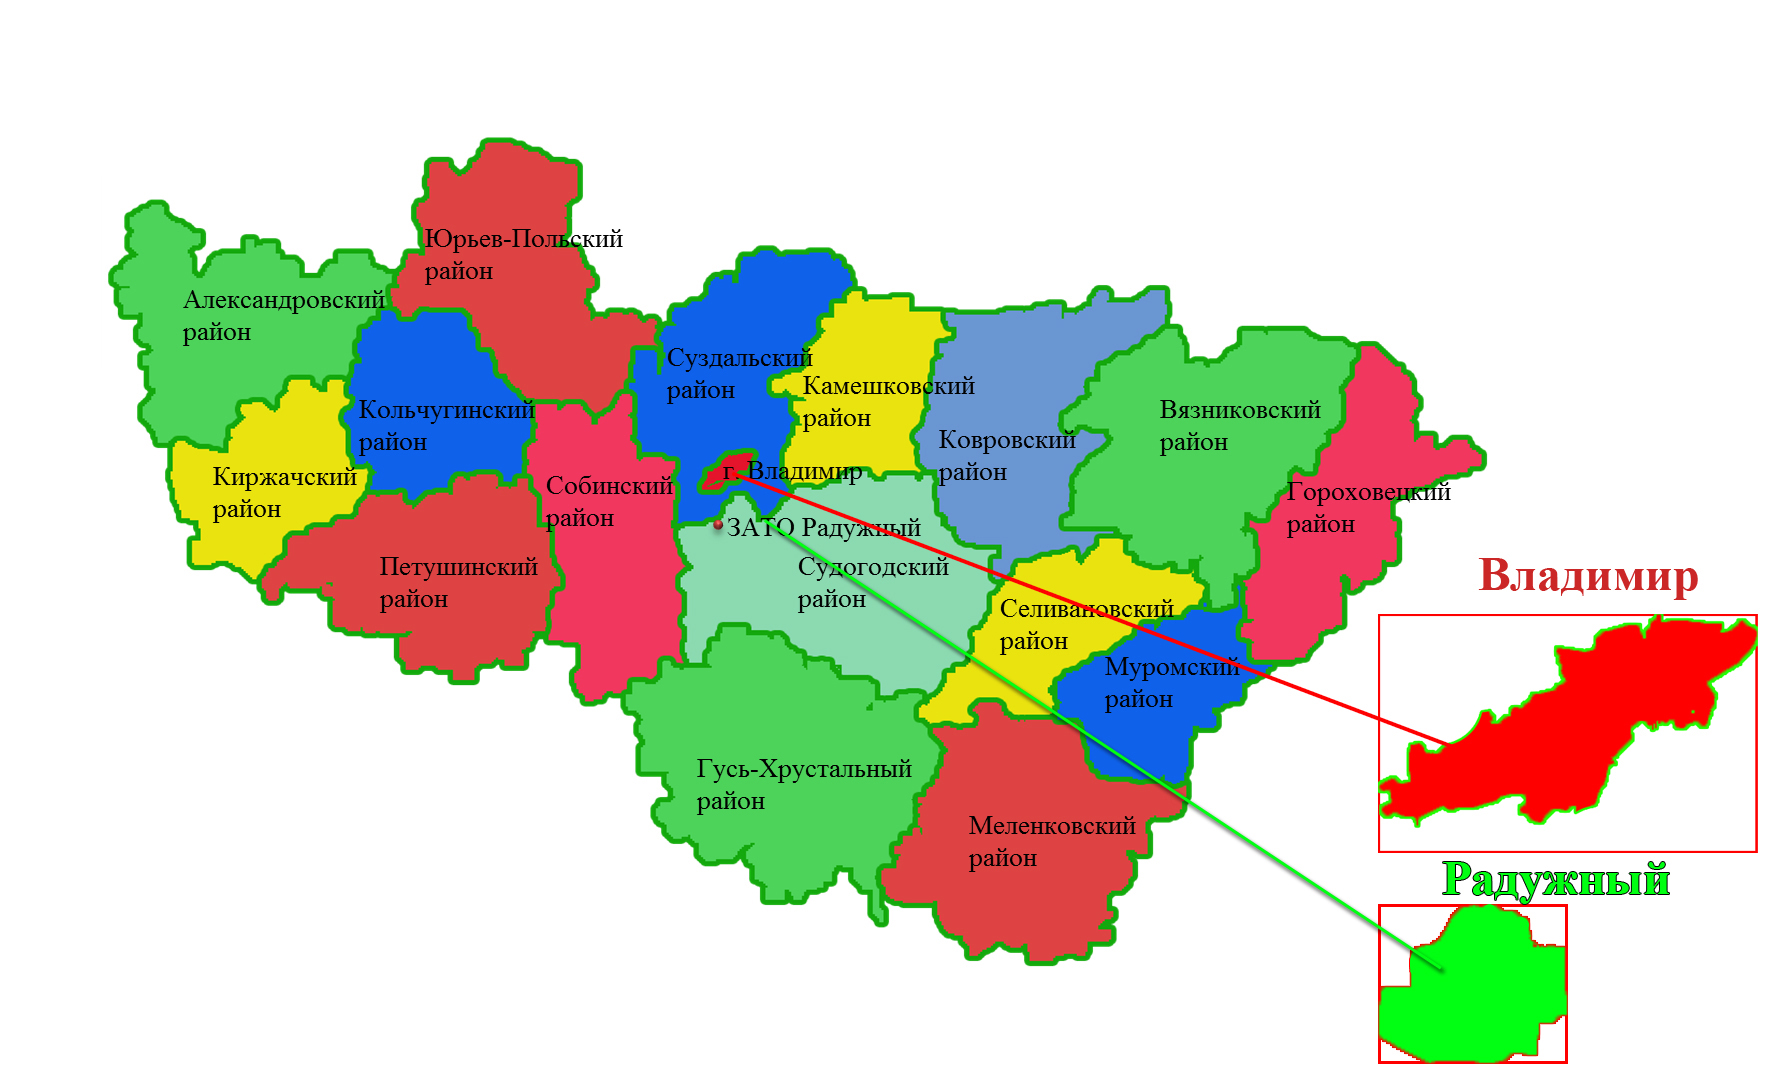 Юрьев-Польский
район
Александровский
район
Суздальский
район
Камешковский
район
Кольчугинский
район
Вязниковский
район
Ковровский
район
Киржачский
район
г. Владимир
Собинский
район
Гороховецкий
район
ЗАТО Радужный
Петушинский
район
Судогодский
район
Владимир
Селивановский
район
Муромский
район
Гусь-Хрустальный
район
Меленковский
район
Радужный